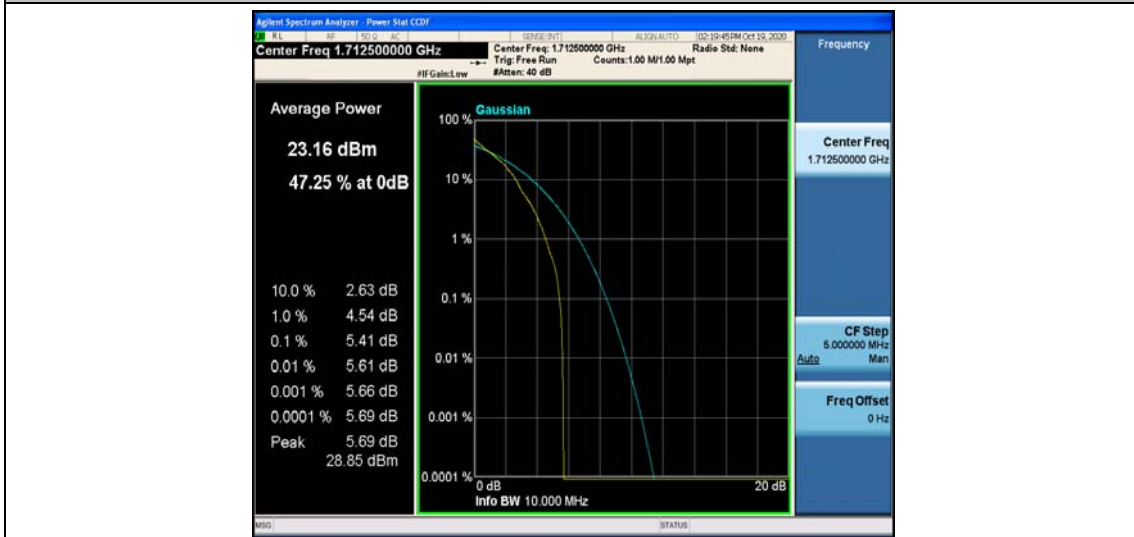 Agilent Spectrum Analyzer - Power Stat CCDF
RL RF 50 Ω AC SENSE:INT ALIGN AUTO 02:19:45 PM Oct 19, 2020
Center Freq 1.712500000 GHz
Center Freq: 1.712500000 GHz Radio Std: None
Trig: Free Run Counts:1.00 M/1.00 Mpt
#IFGain:Low #Atten: 40 dB
Frequency
Average Power
23.16 dBm
47.25 % at 0dB
10.0 % 2.63 dB
1.0 % 4.54 dB
0.1 % 5.41 dB
0.01 % 5.61 dB
0.001 % 5.66 dB
0.0001 % 5.69 dB
Peak 5.69 dB
28.85 dBm
Gaussian
100 %
10 %
1 %
0.1 %
0.01 %
0.001 %
0.0001 %
0 dB 20 dB
Info BW 10.000 MHz
Center Freq
1.712500000 GHz
CF Step
5.000000 MHz
Auto Man
Freq Offset
0 Hz
MSG STATUS